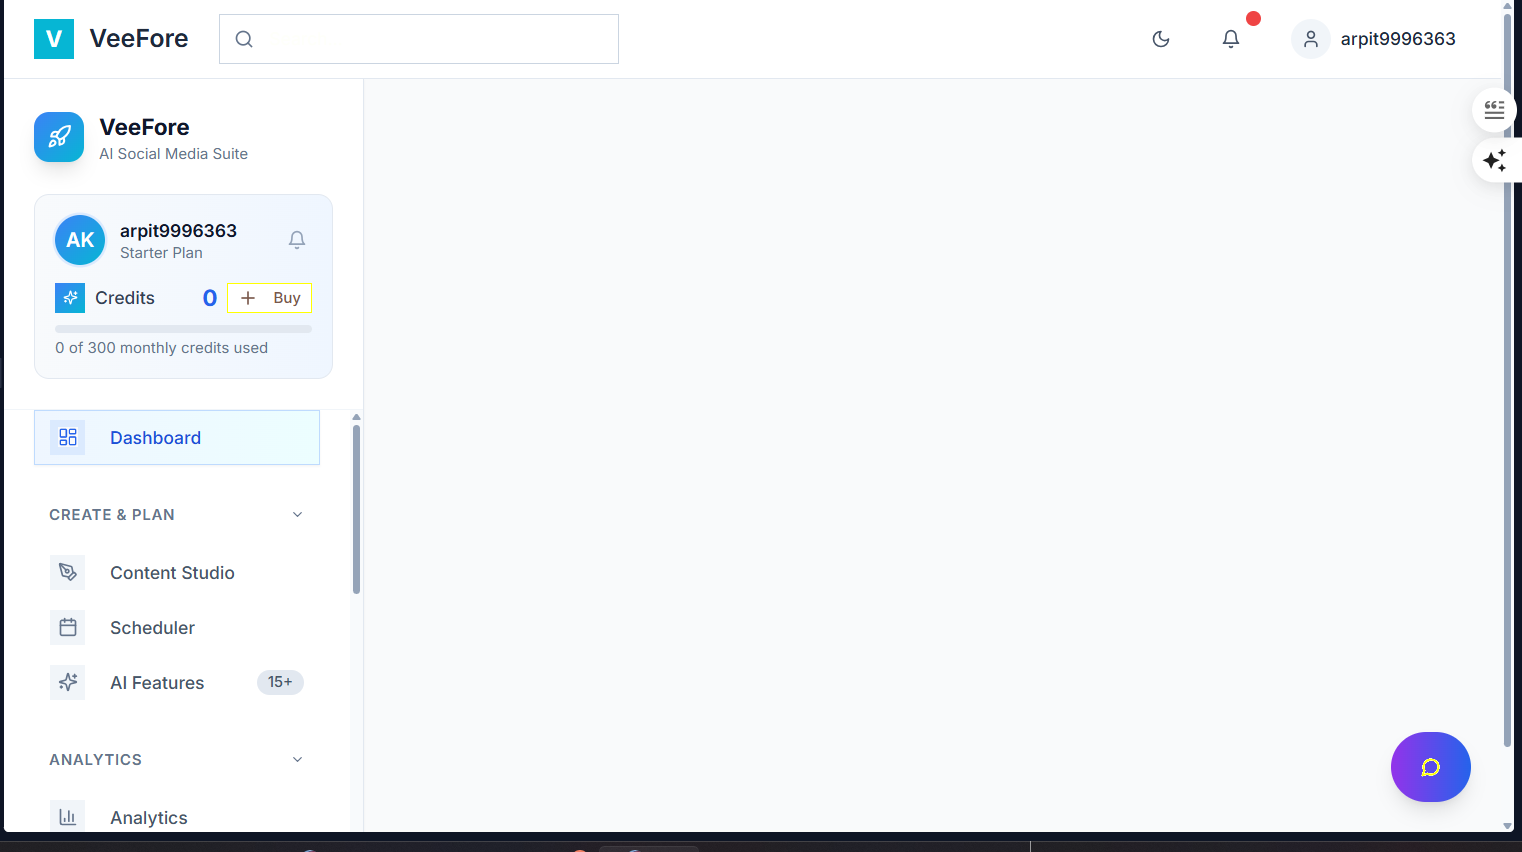 V VeeFore
arpit9996363
VeeFore
AI Social Media Suite
AK
arpit9996363
Starter Plan
Credits 0 Buy
0 of 300 monthly credits used
Dashboard
CREATE & PLAN
Content Studio
Scheduler
AI Features 15+
ANALYTICS
Analytics